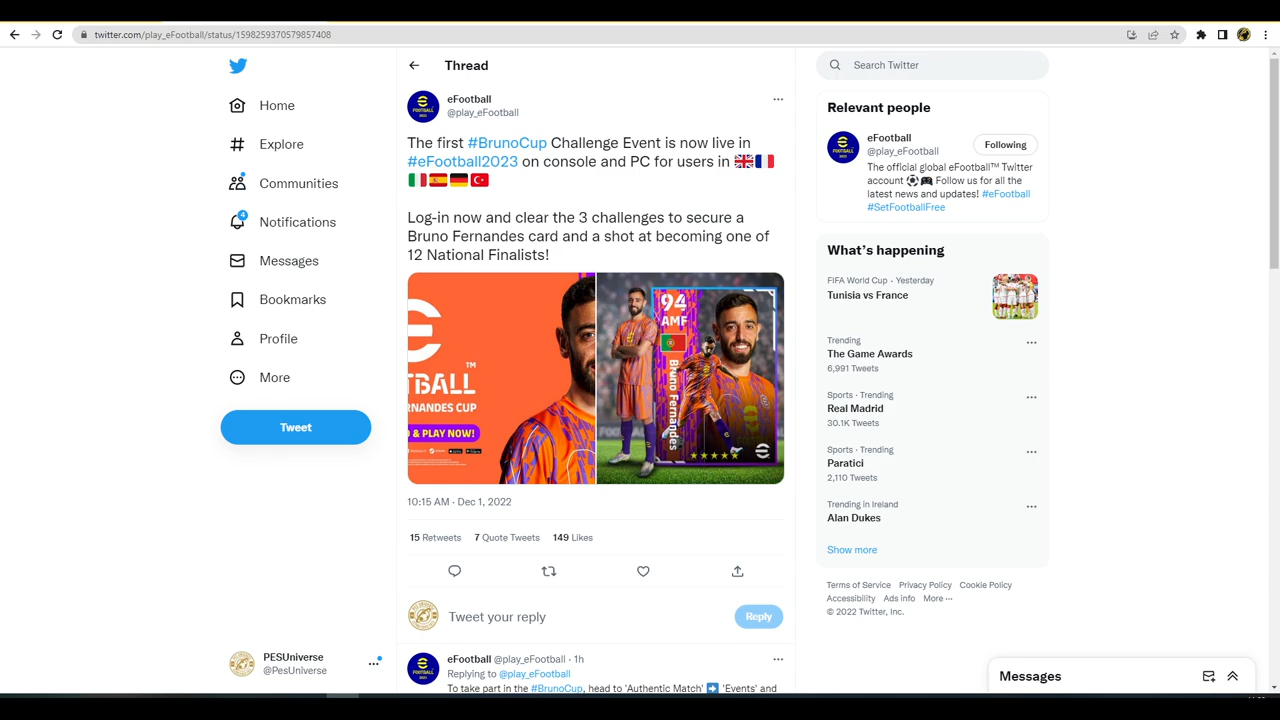 twitter.com/play_eFootball/status/1598259370579857408
Home
Explore
Communities
4
Notifications
Messages
Bookmarks
Profile
More
Tweet
PESUniverse
@PesUniverse
Thread
eFootball
@play_eFootball
The first #BrunoCup Challenge Event is now live in
#eFootball2023 on console and PC for users in 🇬🇧🇫🇷
🇮🇹🇪🇸🇩🇪🇹🇷
Log-in now and clear the 3 challenges to secure a
Bruno Fernandes card and a shot at becoming one of
12 National Finalists!
TBALL™
RNANDES CUP
& PLAY NOW!
94
AMF
Bruno Fernandes
10:15 AM · Dec 1, 2022
15 Retweets 7 Quote Tweets 149 Likes
Tweet your reply
Reply
eFootball @play_eFootball · 1h
Replying to @play_eFootball
To take part in the #BrunoCup, head to 'Authentic Match' ➡️ 'Events' and
Search Twitter
Relevant people
eFootball
@play_eFootball
Following
The official global eFootball™ Twitter
account ⚽🎮 Follow us for all the
latest news and updates! #eFootball
#SetFootballFree
What's happening
FIFA World Cup · Yesterday
Tunisia vs France
Trending
The Game Awards
6,991 Tweets
Sports · Trending
Real Madrid
30.1K Tweets
Sports · Trending
Paratici
2,110 Tweets
Trending in Ireland
Alan Dukes
Show more
Terms of Service Privacy Policy Cookie Policy
Accessibility Ads info More ···
© 2022 Twitter, Inc.
Messages